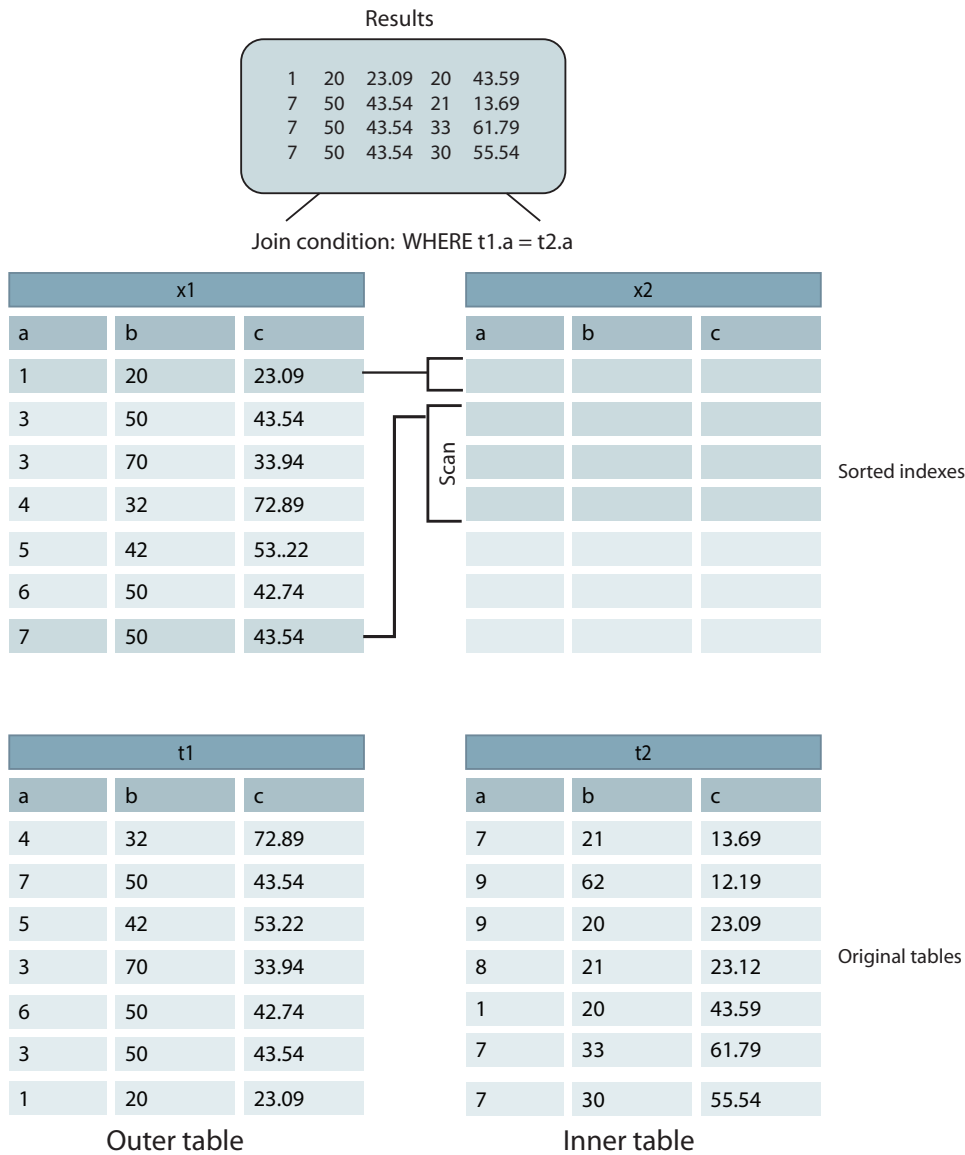 Results
1 20 23.09 20 43.59
7 50 43.54 21 13.69
7 50 43.54 33 61.79
7 50 43.54 30 55.54
Join condition: WHERE t1.a = t2.a
x1 x2
a b c a b c
1 20 23.09
3 50 43.54
3 70 33.94
Scan
Sorted indexes
4 32 72.89
5 42 53..22
6 50 42.74
7 50 43.54
t1 t2
a b c a b c
4 32 72.89 7 21 13.69
7 50 43.54 9 62 12.19
5 42 53.22 9 20 23.09
3 70 33.94 8 21 23.12
Original tables
6 50 42.74 1 20 43.59
3 50 43.54 7 33 61.79
1 20 23.09 7 30 55.54
Outer table Inner table